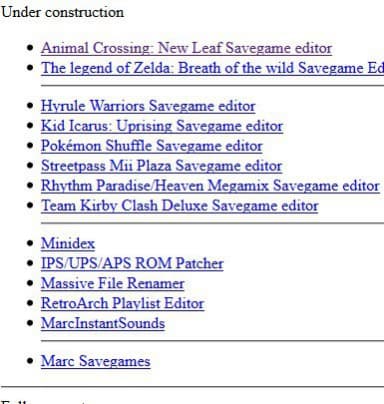 Under construction
Animal Crossing: New Leaf Savegame editor
The legend of Zelda: Breath of the wild Savegame Ed
Hyrule Warriors Savegame editor
Kid Icarus: Uprising Savegame editor
Pokémon Shuffle Savegame editor
Streetpass Mii Plaza Savegame editor
Rhythm Paradise/Heaven Megamix Savegame editor
Team Kirby Clash Deluxe Savegame editor
Minidex
IPS/UPS/APS ROM Patcher
Massive File Renamer
RetroArch Playlist Editor
MarcInstantSounds
Marc Savegames